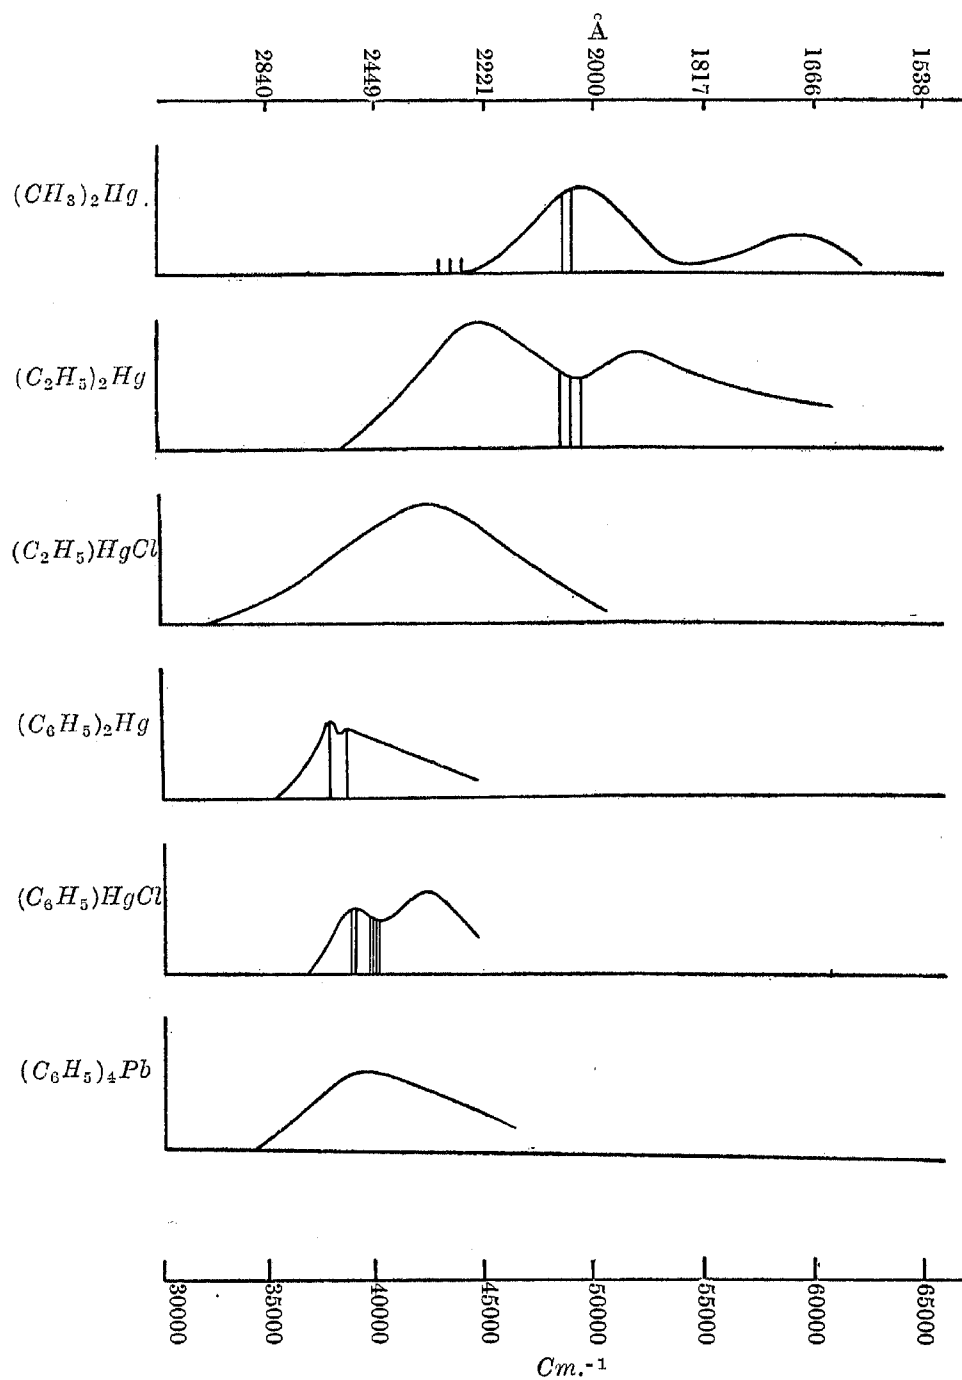 Å
2840 2449 2221 2000 1817 1666 1538
(CH₃)₂Hg.
(C₂H₅)₂Hg
(C₂H₅)HgCl
(C₆H₅)₂Hg
(C₆H₅)HgCl
(C₆H₅)₄Pb
30000 35000 40000 45000 50000 55000 60000 65000
Cm.⁻¹